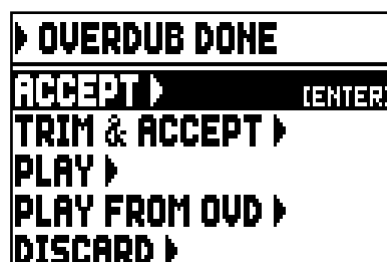 OVERDUB DONE
ACCEPT [ENTER]
TRIM & ACCEPT
PLAY
PLAY FROM OVD
DISCARD